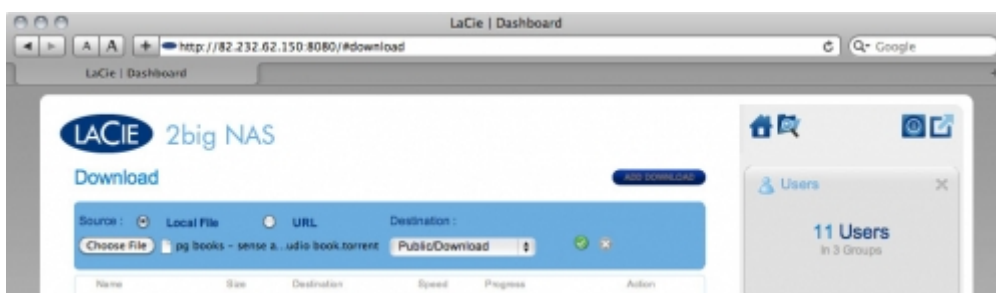 LaCie | Dashboard
A A + http://82.232.62.150:8080/#download Google
LaCie | Dashboard +
LACIE 2big NAS
Download
ADD DOWNLOAD
Source : Local File URL Destination :
Choose File pg books – sense a...udio book.torrent Public/Download
Name Size Destination Speed Progress Action
Users
11 Users
in 3 Groups